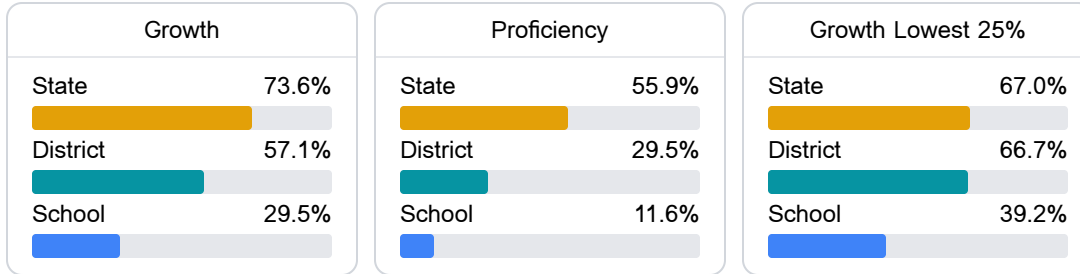 Growth
State 73.6%
District 57.1%
School 29.5%
Proficiency
State 55.9%
District 29.5%
School 11.6%
Growth Lowest 25%
State 67.0%
District 66.7%
School 39.2%